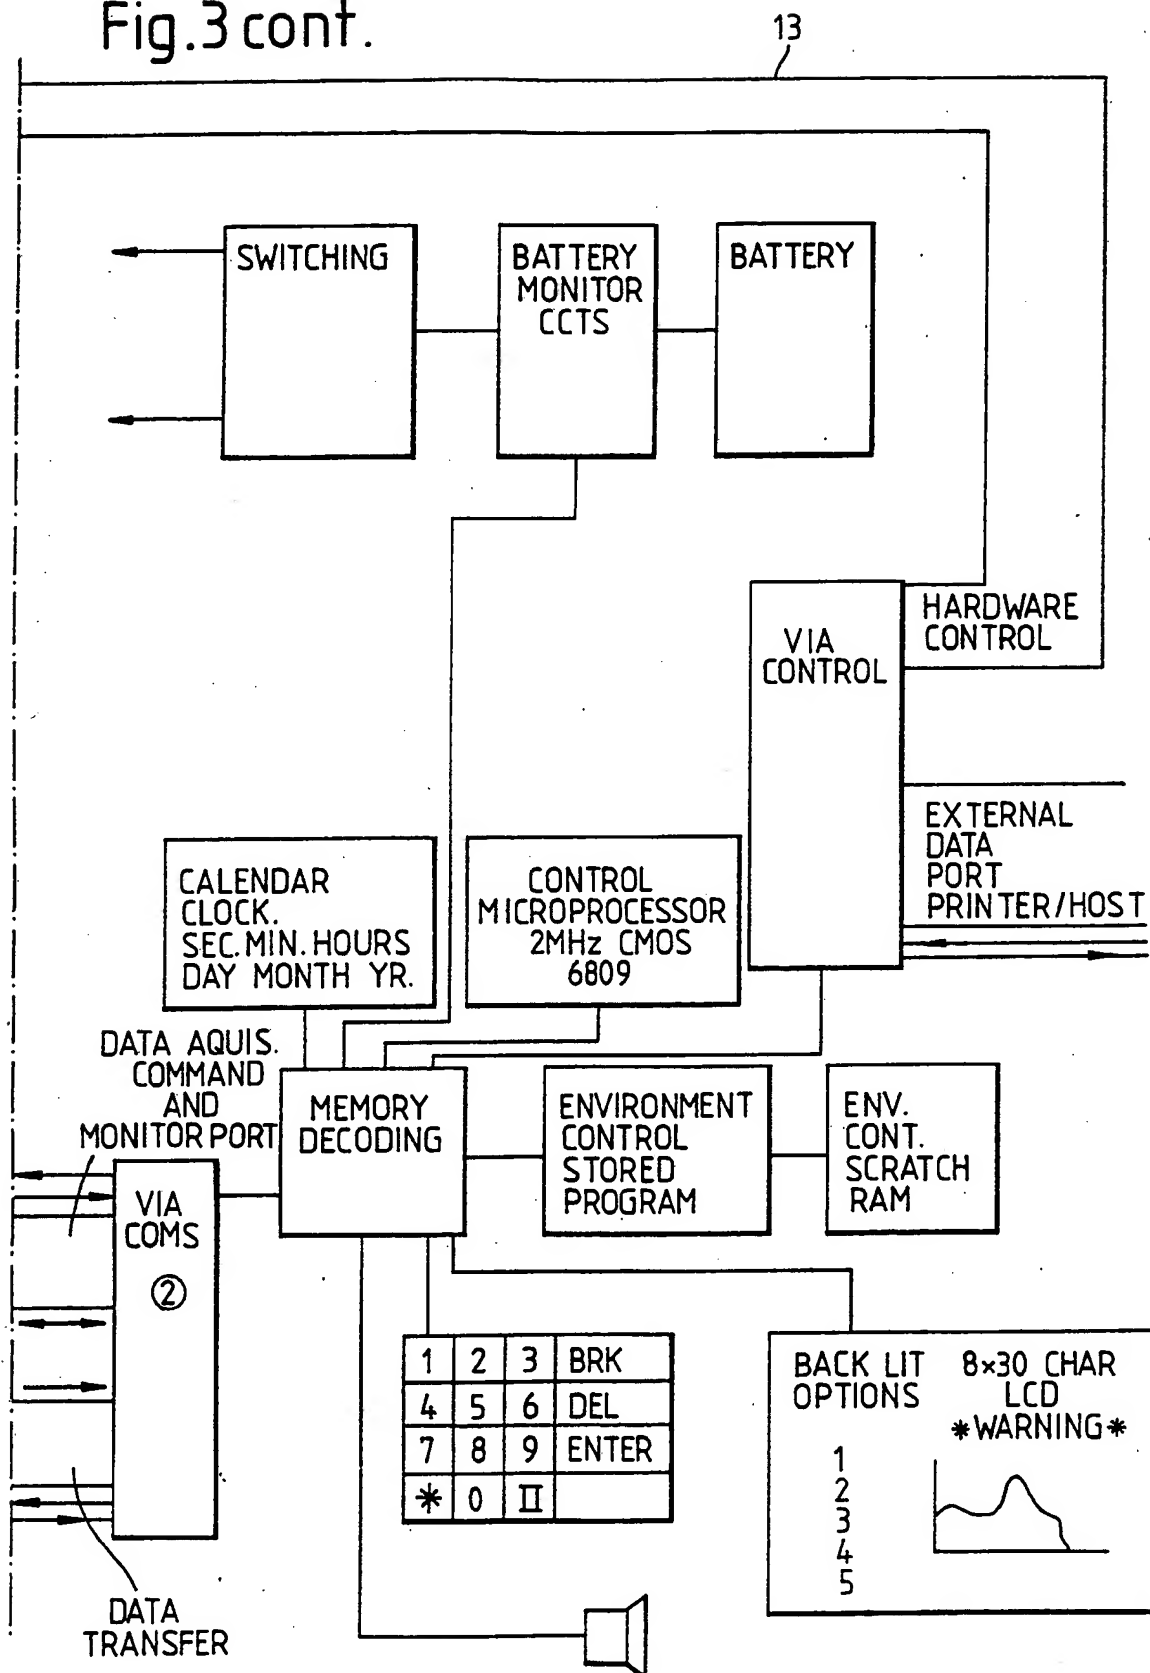 Fig.3 cont.
13
SWITCHING
BATTERY
MONITOR
CCTS
BATTERY
HARDWARE
CONTROL
VIA
CONTROL
EXTERNAL
DATA
PORT
PRINTER/HOST
CALENDAR
CLOCK.
SEC.MIN.HOURS
DAY MONTH YR.
CONTROL
MICROPROCESSOR
2MHz CMOS
6809
DATA AQUIS.
COMMAND
AND
MONITOR PORT
MEMORY
DECODING
ENVIRONMENT
CONTROL
STORED
PROGRAM
ENV.
CONT.
SCRATCH
RAM
VIA
COMS
2
1 2 3 BRK
4 5 6 DEL
7 8 9 ENTER
* 0 II
BACK LIT
OPTIONS
8×30 CHAR
LCD
*WARNING*
1
2
3
4
5
DATA
TRANSFER